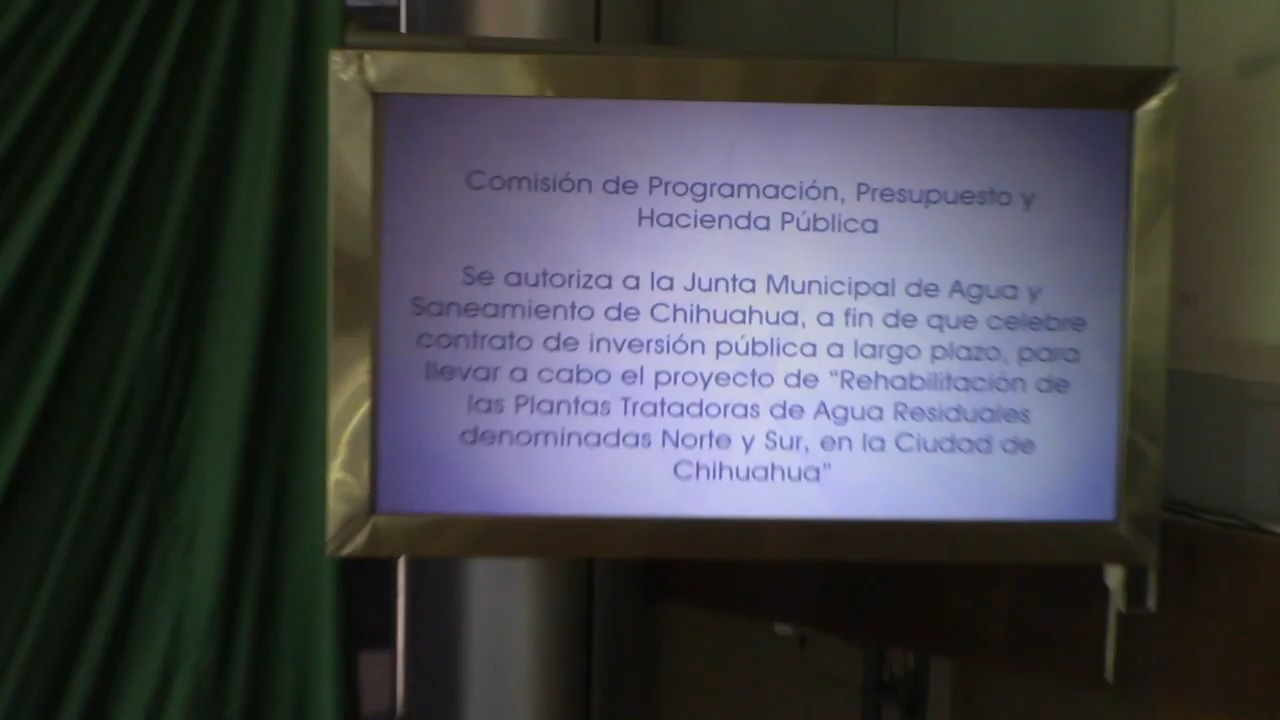 Comisión de Programación, Presupuesto y
Hacienda Pública
Se autoriza a la Junta Municipal de Agua y
Saneamiento de Chihuahua, a fin de que celebre
contrato de inversión pública a largo plazo, para
llevar a cabo el proyecto de “Rehabilitación de
las Plantas Tratadoras de Agua Residuales
denominadas Norte y Sur, en la Ciudad de
Chihuahua”